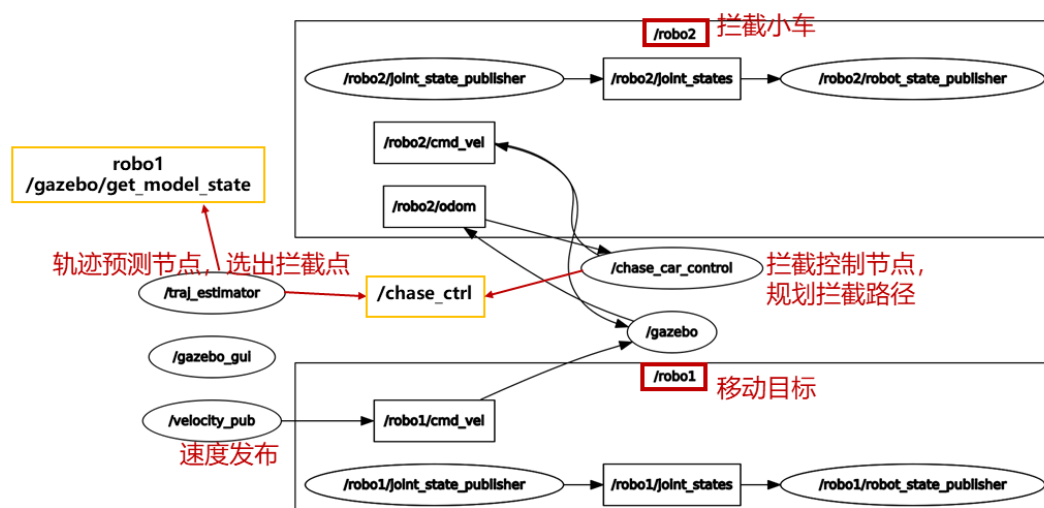 /robo2
拦截小车
/robo2/joint_state_publisher
/robo2/joint_states
/robo2/robot_state_publisher
/robo2/cmd_vel
robo1
/gazebo/get_model_state
/robo2/odom
轨迹预测节点，选出拦截点
/chase_car_control
拦截控制节点，
规划拦截路径
/traj_estimator
/chase_ctrl
/gazebo
/gazebo_gui
/robo1
移动目标
/velocity_pub
/robo1/cmd_vel
速度发布
/robo1/joint_state_publisher
/robo1/joint_states
/robo1/robot_state_publisher